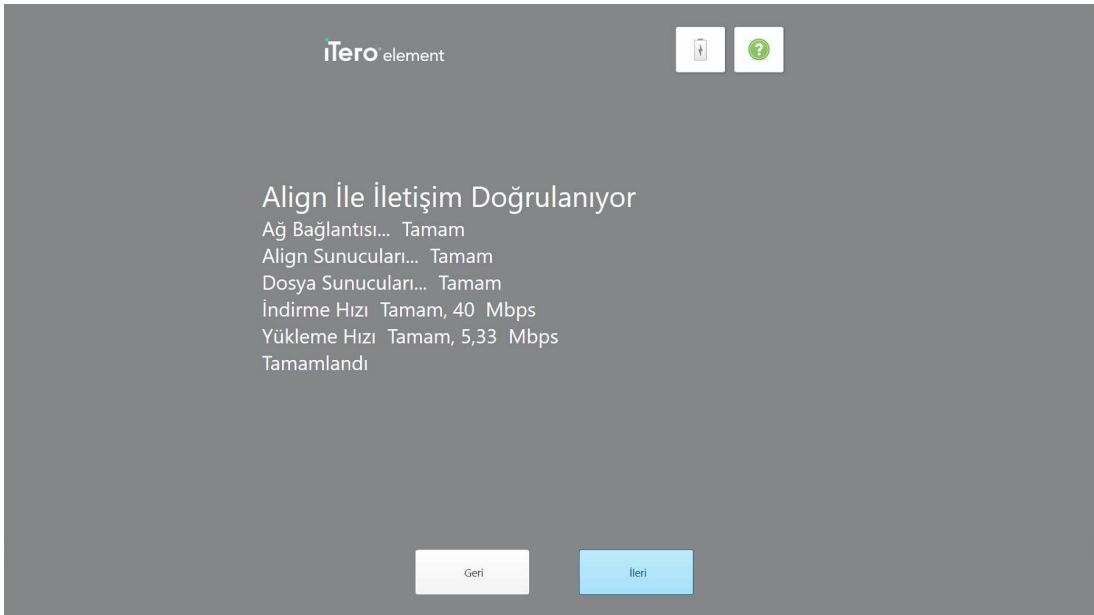 iTero element
Align İle İletişim Doğrulanıyor
Ağ Bağlantısı... Tamam
Align Sunucuları... Tamam
Dosya Sunucuları... Tamam
İndirme Hızı Tamam, 40 Mbps
Yükleme Hızı Tamam, 5,33 Mbps
Tamamlandı
Geri
İleri